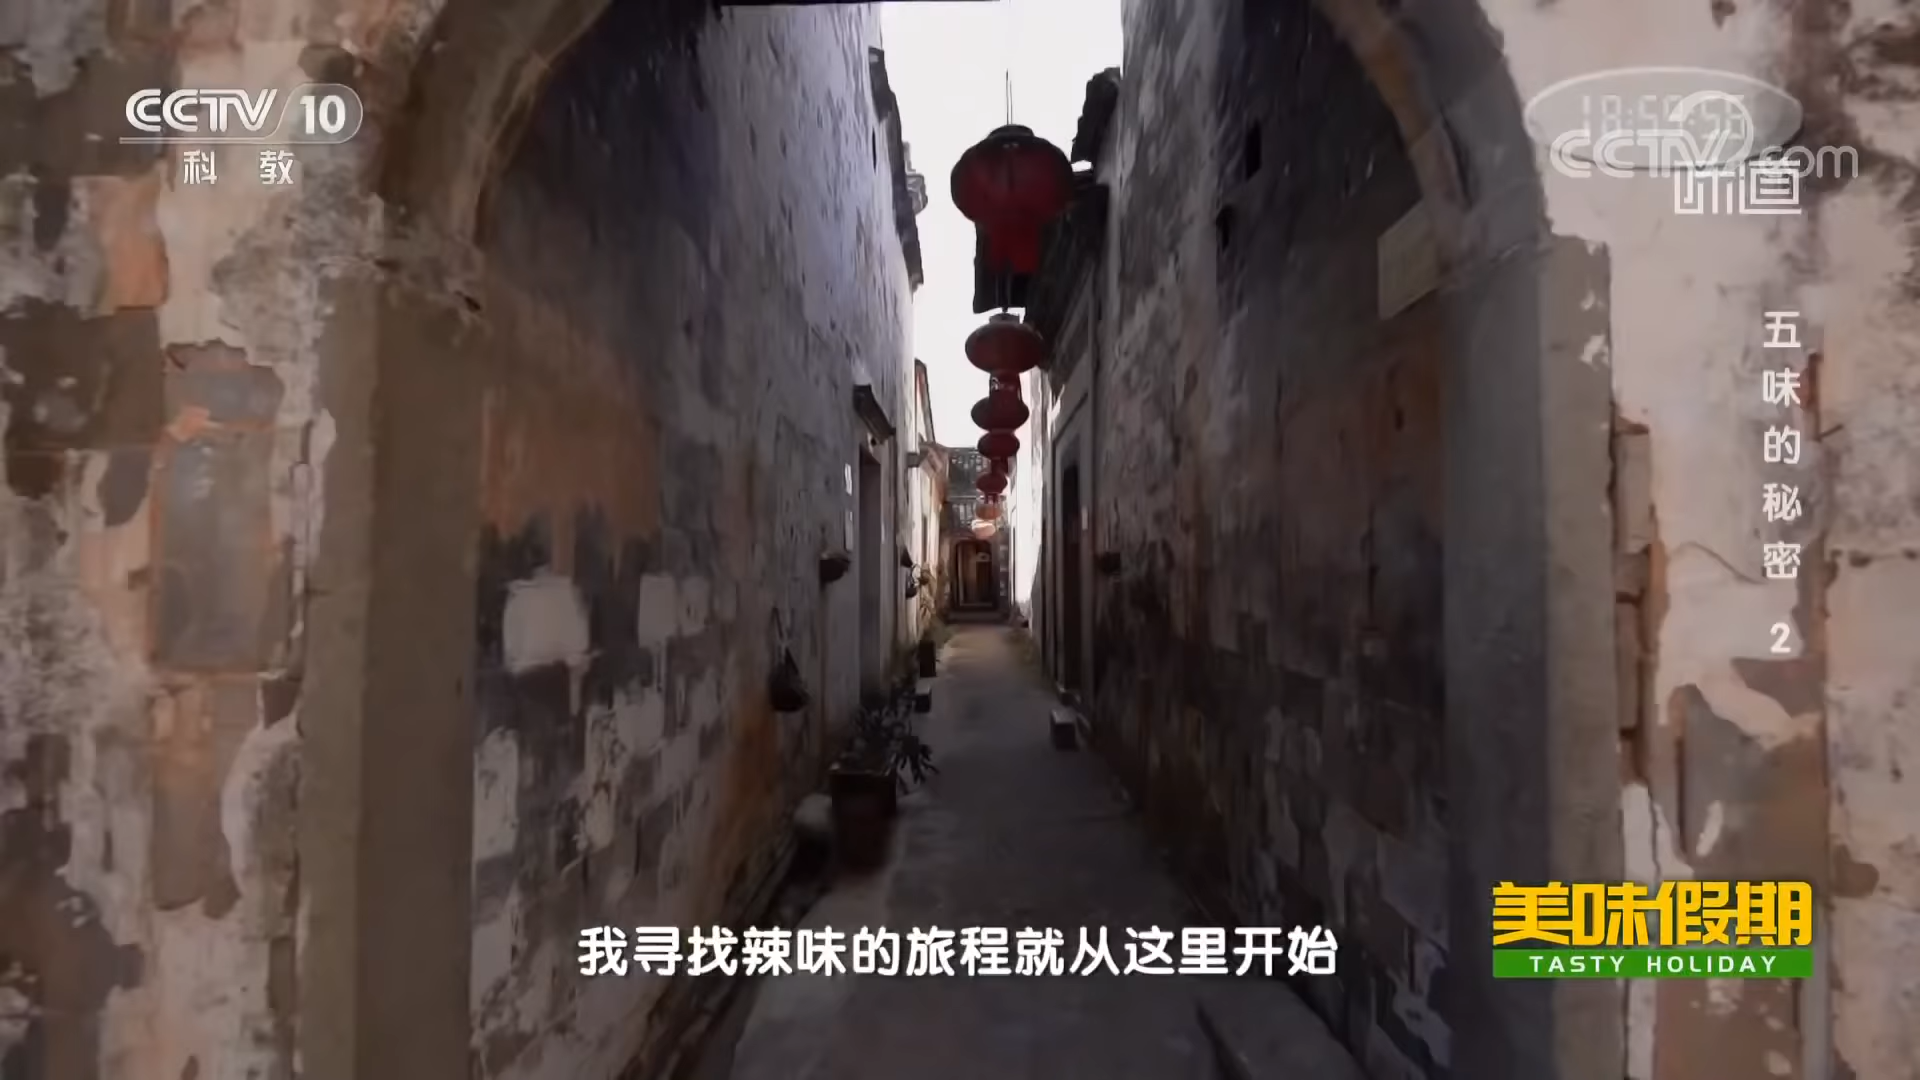 CCTV 10
科教
CCTV.com
味道
五味的秘密 2
我寻找辣味的旅程就从这里开始
美味假期
TASTY HOLIDAY